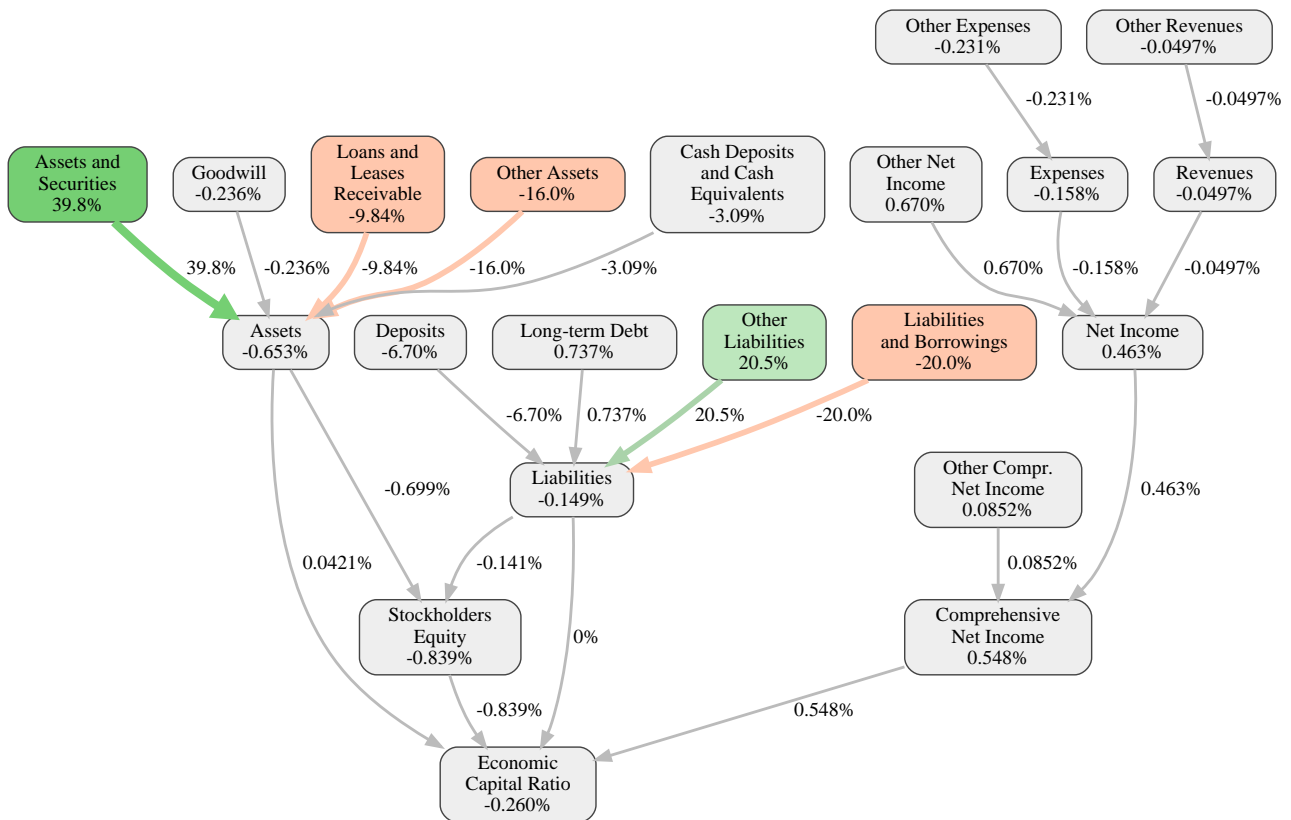 Other Expenses
-0.231%
Other Revenues
-0.0497%
-0.231%
-0.0497%
Assets and
Securities
39.8%
Goodwill
-0.236%
Loans and
Leases
Receivable
-9.84%
Other Assets
-16.0%
Cash Deposits
and Cash
Equivalents
-3.09%
Other Net
Income
0.670%
Expenses
-0.158%
Revenues
-0.0497%
39.8%
-0.236%
-9.84%
-16.0%
-3.09%
0.670%
-0.158%
-0.0497%
Assets
-0.653%
Deposits
-6.70%
Long-term Debt
0.737%
Other
Liabilities
20.5%
Liabilities
and Borrowings
-20.0%
Net Income
0.463%
-6.70%
0.737%
20.5%
-20.0%
-0.699%
Liabilities
-0.149%
Other Compr.
Net Income
0.0852%
0.463%
0.0421%
-0.141%
0.0852%
Stockholders
Equity
-0.839%
0%
Comprehensive
Net Income
0.548%
-0.839%
0.548%
Economic
Capital Ratio
-0.260%